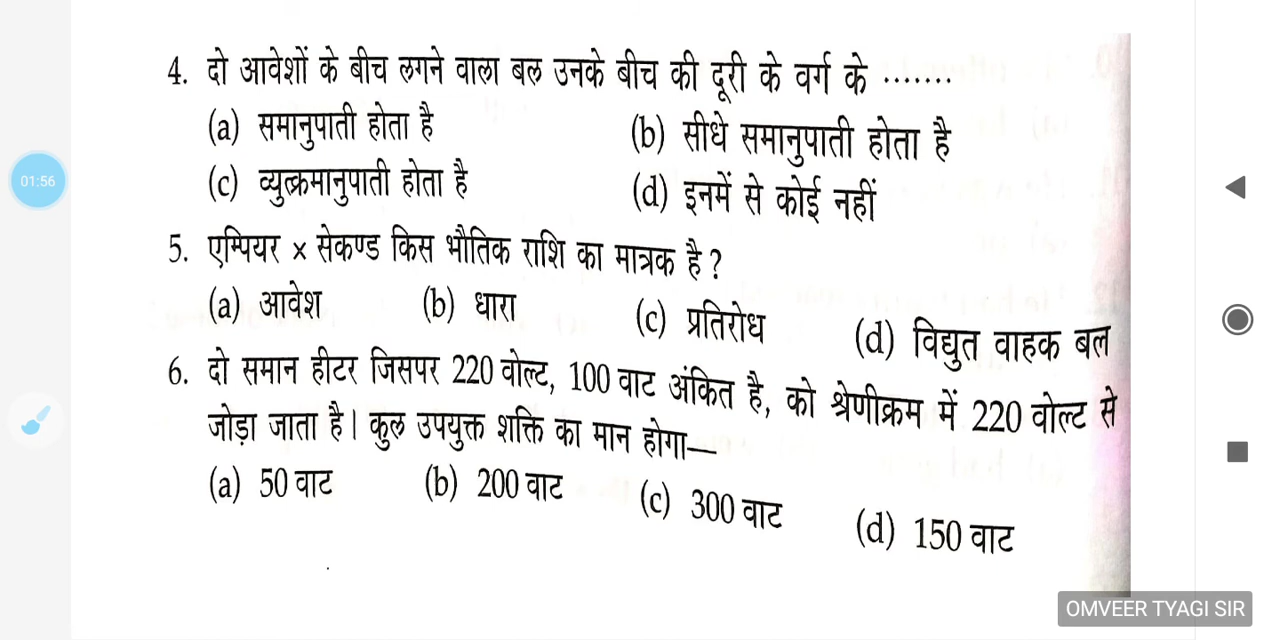 4. दो आवेशों के बीच लगने वाला बल उनके बीच की दूरी के वर्ग के .......
(a) समानुपाती होता है (b) सीधे समानुपाती होता है
(c) व्युत्क्रमानुपाती होता है (d) इनमें से कोई नहीं
01:56
5. एम्पियर × सेकण्ड किस भौतिक राशि का मात्रक है ?
(a) आवेश (b) धारा (c) प्रतिरोध (d) विद्युत वाहक बल
6. दो समान हीटर जिसपर 220 वोल्ट, 100 वाट अंकित है, को श्रेणीक्रम में 220 वोल्ट से
जोड़ा जाता है। कुल उपयुक्त शक्ति का मान होगा—
(a) 50 वाट (b) 200 वाट (c) 300 वाट (d) 150 वाट
OMVEER TYAGI SIR